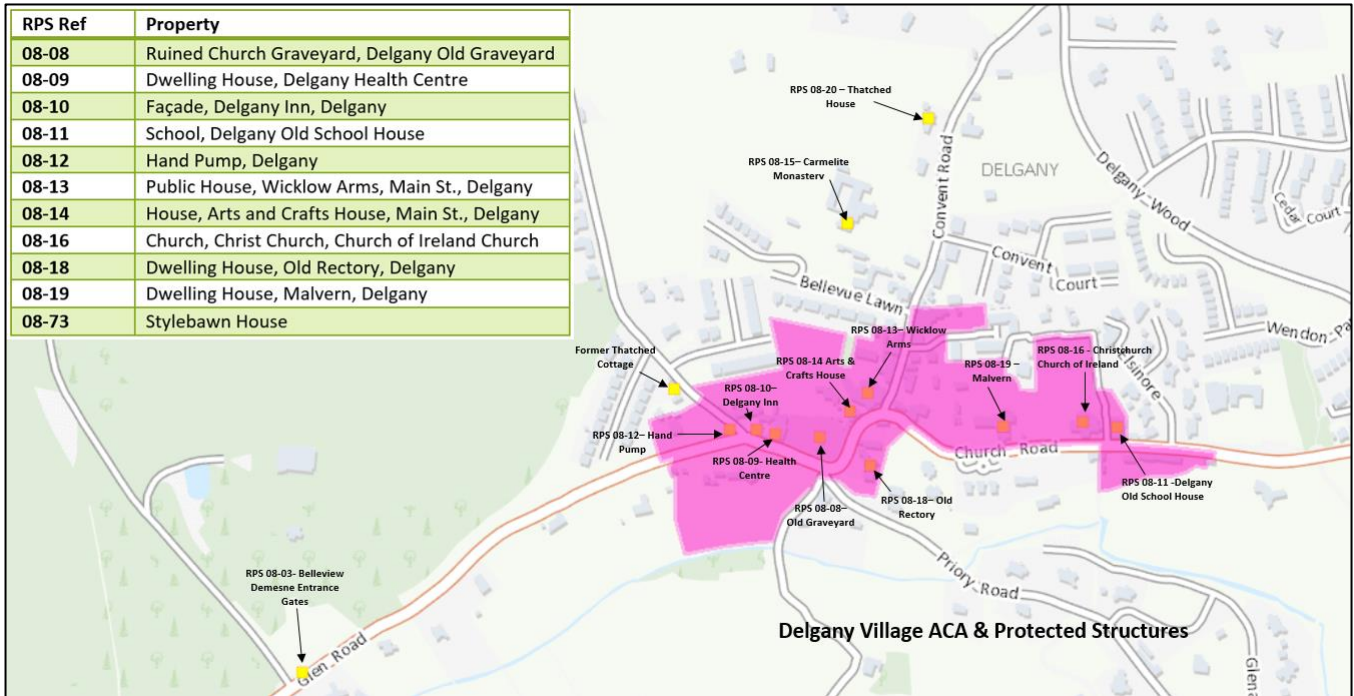 RPS Ref Property
08-08 Ruined Church Graveyard, Delgany Old Graveyard
08-09 Dwelling House, Delgany Health Centre
08-10 Façade, Delgany Inn, Delgany
08-11 School, Delgany Old School House
08-12 Hand Pump, Delgany
08-13 Public House, Wicklow Arms, Main St., Delgany
08-14 House, Arts and Crafts House, Main St., Delgany
08-16 Church, Christ Church, Church of Ireland Church
08-18 Dwelling House, Old Rectory, Delgany
08-19 Dwelling House, Malvern, Delgany
08-73 Stylebawn House
RPS 08-20 – Thatched
House
RPS 08-15– Carmelite
Monastery
DELGANY
Convent Road
Delgany Wood
Cedar Court
Convent
Court
Bellevue Lawn
Wendon Pa
Elsinore
Former Thatched
Cottage
RPS 08-13– Wicklow
Arms
RPS 08-14 Arts &
Crafts House
RPS 08-16 - Christchurch
Church of Ireland
RPS 08-19 –
Malvern
RPS 08-10–
Delgany Inn
RPS 08-12– Hand
Pump
RPS 08-09- Health
Centre
Church Road
RPS 08-11 -Delgany
Old School House
RPS 08-18– Old
Rectory
RPS 08-08–
Old Graveyard
RPS 08-03- Belleview
Demesne Entrance
Gates
Glen Road
Priory Road
Glena
Delgany Village ACA & Protected Structures